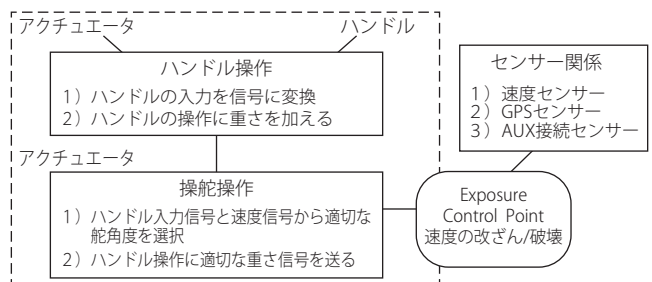 アクチュエータ
ハンドル
ハンドル操作
1）ハンドルの入力を信号に変換
2）ハンドルの操作に重さを加える
アクチュエータ
操舵操作
1）ハンドル入力信号と速度信号から適切な
舵角度を選択
2）ハンドル操作に適切な重さ信号を送る
センサー関係
1）速度センサー
2）GPSセンサー
3）AUX接続センサー
Exposure
Control Point
速度の改ざん/破壊